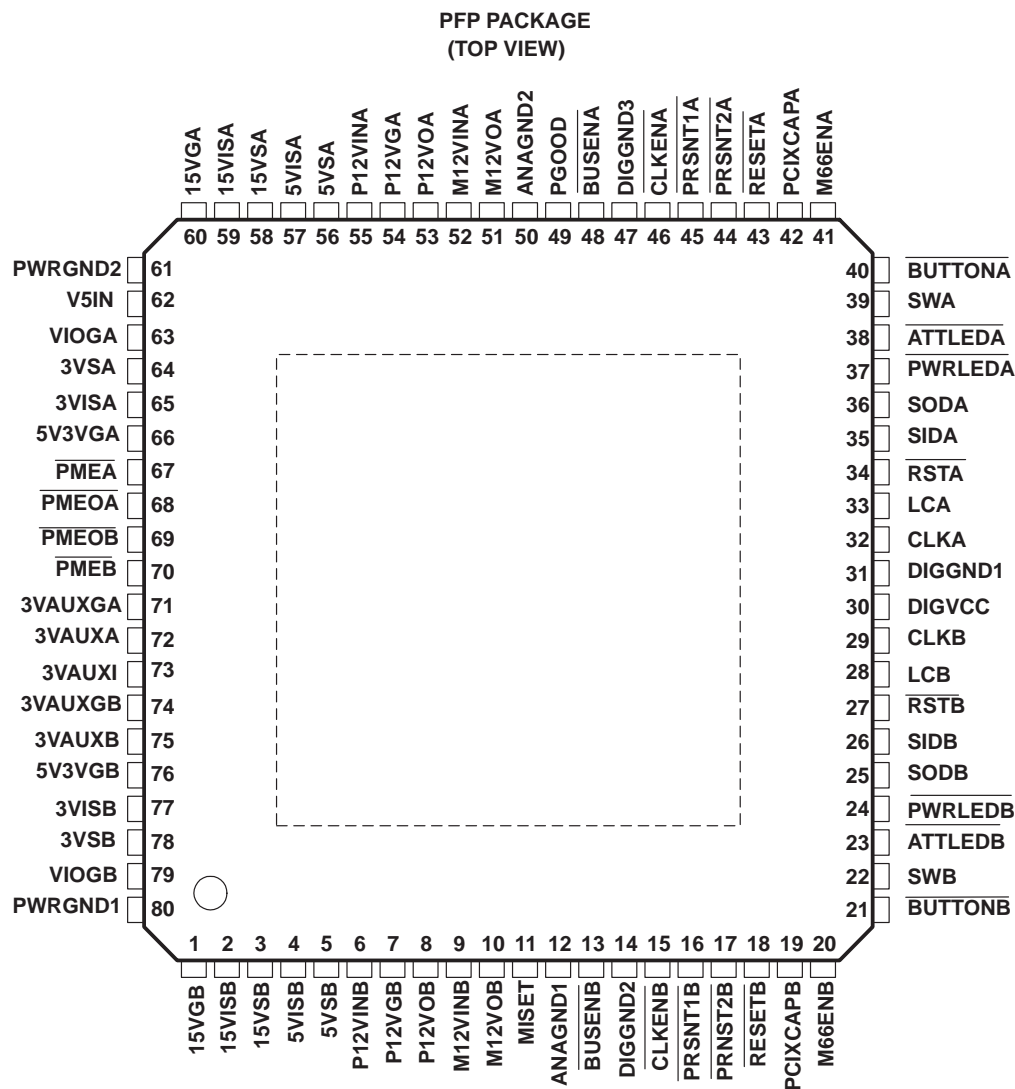 PFP PACKAGE
(TOP VIEW)
15VGA
15VISA
15VSA
5VISA
5VSA
P12VINA
P12VGA
P12VOA
M12VINA
M12VOA
ANAGND2
PGOOD
BUSENA
DIGGND3
CLKENA
PRSNT1A
PRSNT2A
RESETA
PCIXCAPA
M66ENA
60 59 58 57 56 55 54 53 52 51 50 49 48 47 46 45 44 43 42 41
PWRGND2 61
V5IN 62
VIOGA 63
3VSA 64
3VISA 65
5V3VGA 66
PMEA 67
PMEOA 68
PMEOB 69
PMEB 70
3VAUXGA 71
3VAUXA 72
3VAUXI 73
3VAUXGB 74
3VAUXB 75
5V3VGB 76
3VISB 77
3VSB 78
VIOGB 79
PWRGND1 80
40 BUTTONA
39 SWA
38 ATTLEDA
37 PWRLEDA
36 SODA
35 SIDA
34 RSTA
33 LCA
32 CLKA
31 DIGGND1
30 DIGVCC
29 CLKB
28 LCB
27 RSTB
26 SIDB
25 SODB
24 PWRLEDB
23 ATTLEDB
22 SWB
21 BUTTONB
1 2 3 4 5 6 7 8 9 10 11 12 13 14 15 16 17 18 19 20
15VGB
15VISB
15VSB
5VISB
5VSB
P12VINB
P12VGB
P12VOB
M12VINB
M12VOB
MISET
ANAGND1
BUSENB
DIGGND2
CLKENB
PRSNT1B
PRNST2B
RESETB
PCIXCAPB
M66ENB